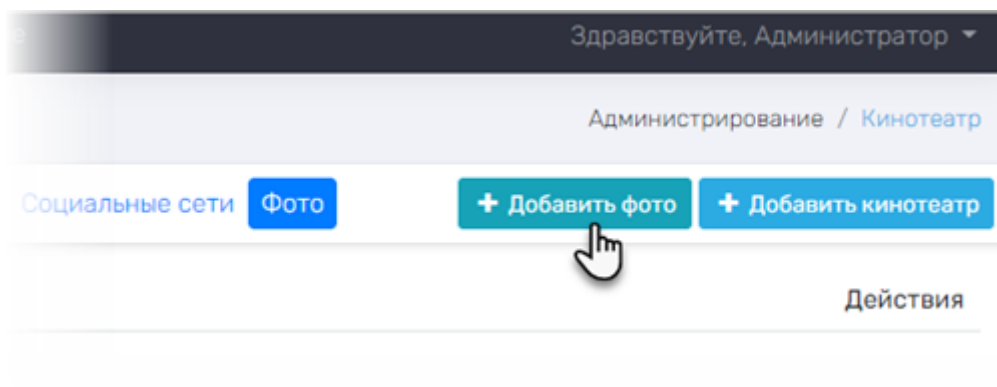 Здравствуйте, Администратор
Администрирование / Кинотеатр
Социальные сети Фото + Добавить фото + Добавить кинотеатр
Действия